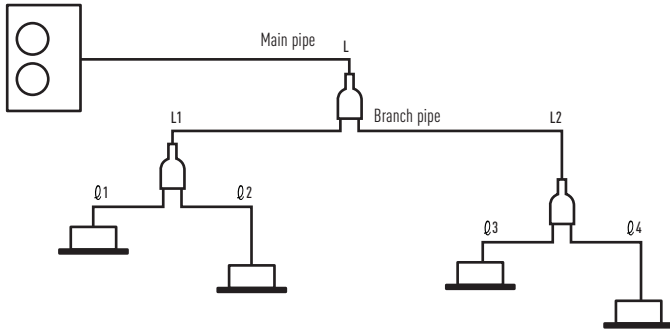 Main pipe L
L1 Branch pipe L2
ℓ1 ℓ2
ℓ3 ℓ4